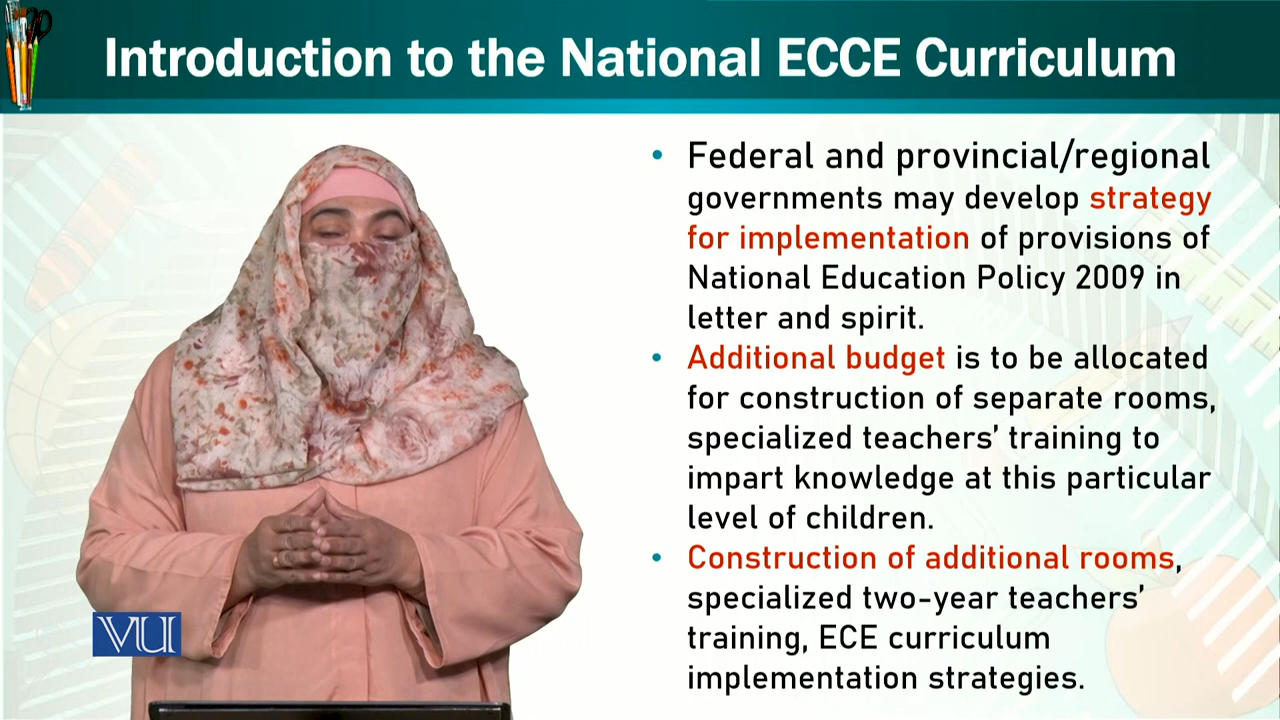 Introduction to the National ECCE Curriculum
• Federal and provincial/regional
governments may develop strategy
for implementation of provisions of
National Education Policy 2009 in
letter and spirit.
• Additional budget is to be allocated
for construction of separate rooms,
specialized teachers’ training to
impart knowledge at this particular
level of children.
• Construction of additional rooms,
specialized two-year teachers’
training, ECE curriculum
implementation strategies.
VU